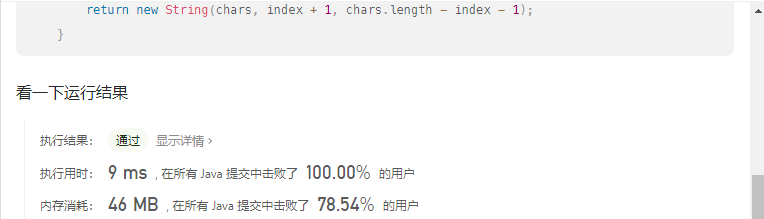 return new String(chars, index + 1, chars.length - index - 1);
}
看一下运行结果
执行结果： 通过 显示详情 >
执行用时： 9 ms , 在所有 Java 提交中击败了 100.00% 的用户
内存消耗： 46 MB , 在所有 Java 提交中击败了 78.54% 的用户